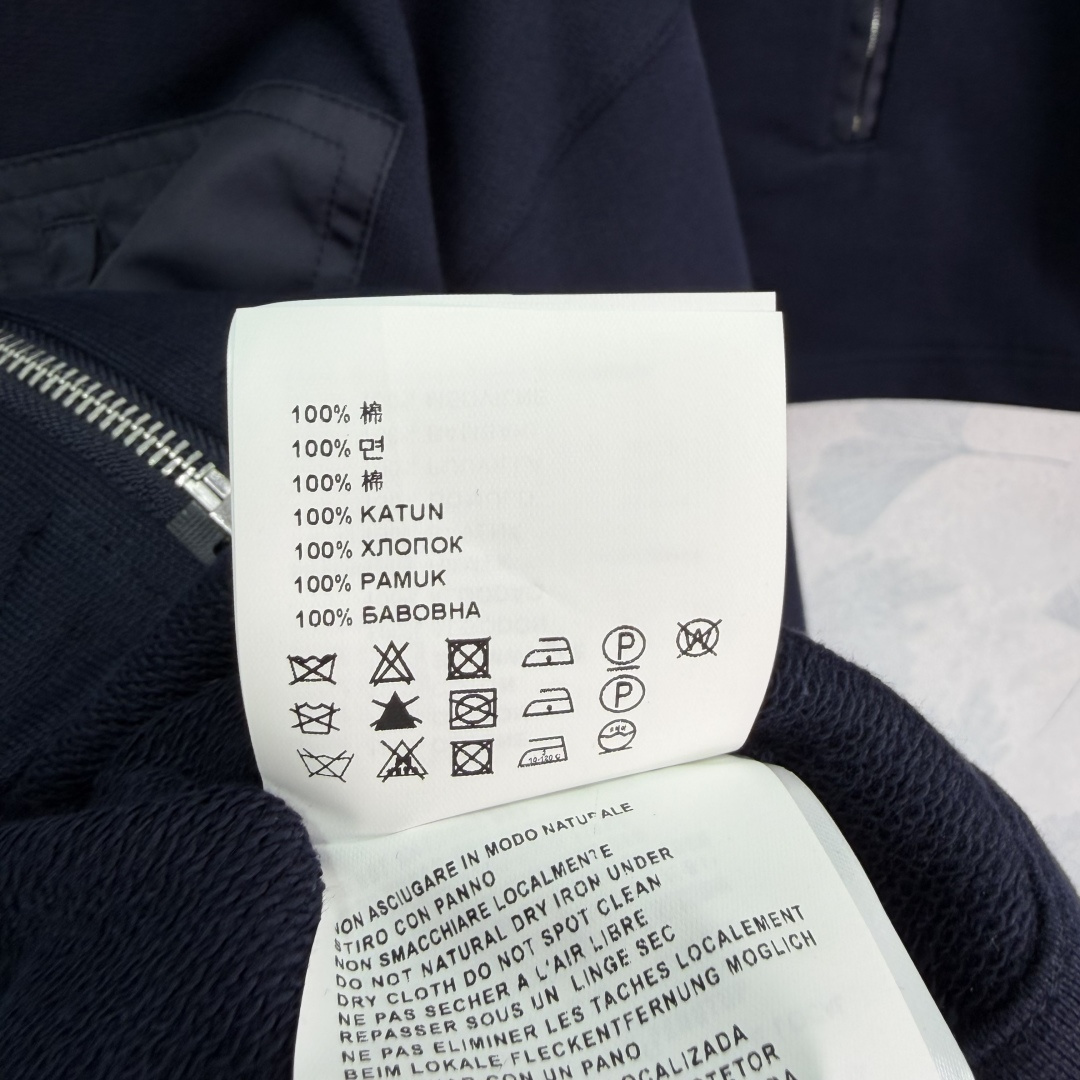 100% 棉
100% 면
100% 棉
100% KATUN
100% ХЛОПОК
100% PAMUK
100% БАВОВНА
P
W
P
NON ASCIUGARE IN MODO NATURALE
STIRO CON PANNO
NON SMACCHIARE LOCALMENTE
DO NOT NATURAL DRY IRON UNDER
DRY CLOTH DO NOT SPOT CLEAN
NE PAS SECHER A L'AIR LIBRE
REPASSER SOUS UN LINGE SEC
NE PAS ELIMINER LES TACHES LOCALEMENT
BEIM LOKALE FLECKENTFERNUNG MOGLICH
CON UN PANO